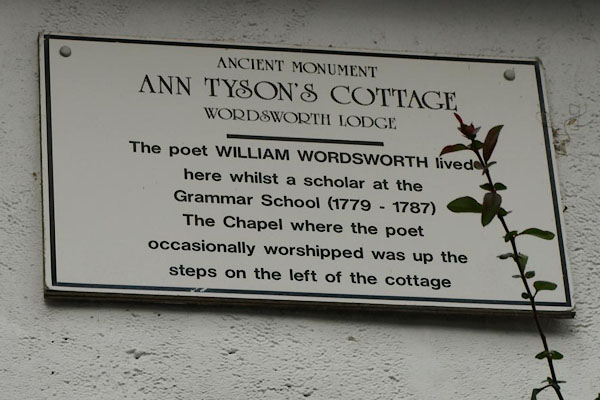 ANCIENT MONUMENT
ANN TYSON'S COTTAGE
WORDSWORTH LODGE
The poet WILLIAM WORDSWORTH lived
here whilst a scholar at the
Grammar School (1779 - 1787)
The Chapel where the poet
occasionally worshipped was up the
steps on the left of the cottage